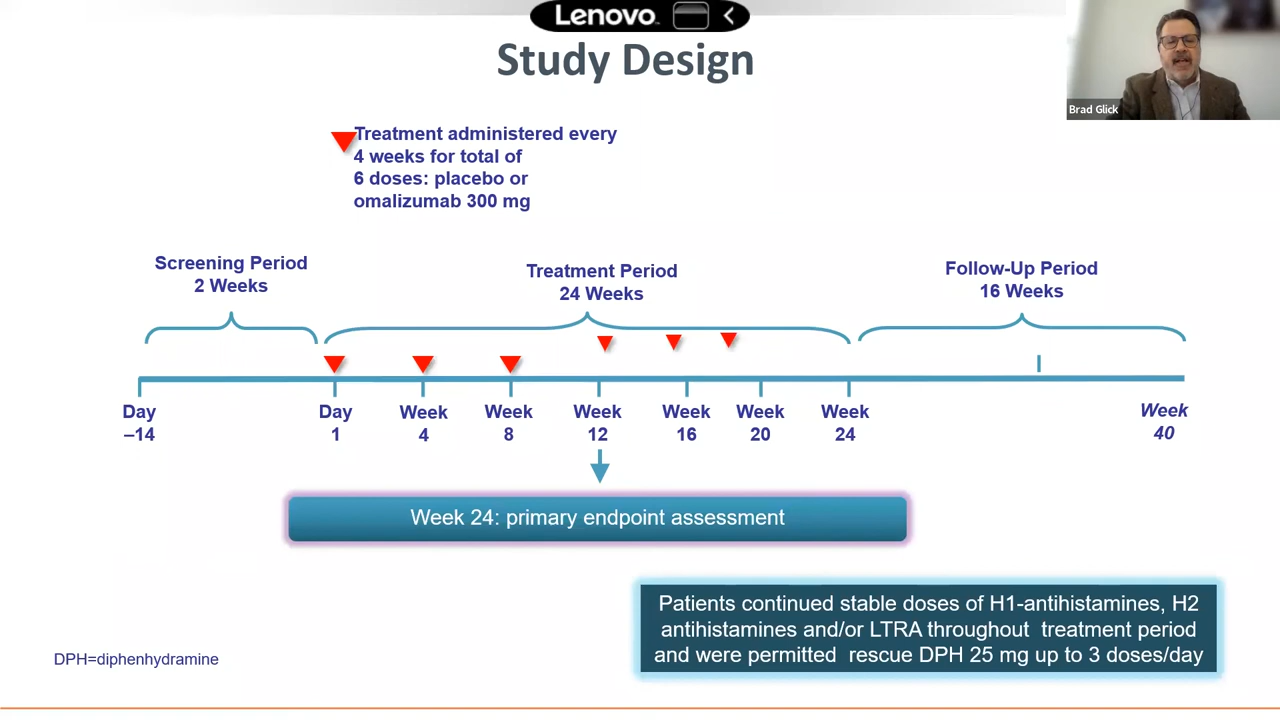 Lenovo
Study Design
Brad Glick
Treatment administered every
4 weeks for total of
6 doses: placebo or
omalizumab 300 mg
Screening Period
2 Weeks
Treatment Period
24 Weeks
Follow-Up Period
16 Weeks
Day
–14
Day
1
Week
4
Week
8
Week
12
Week
16
Week
20
Week
24
Week
40
Week 24: primary endpoint assessment
Patients continued stable doses of H1-antihistamines, H2
antihistamines and/or LTRA throughout treatment period
and were permitted rescue DPH 25 mg up to 3 doses/day
DPH=diphenhydramine